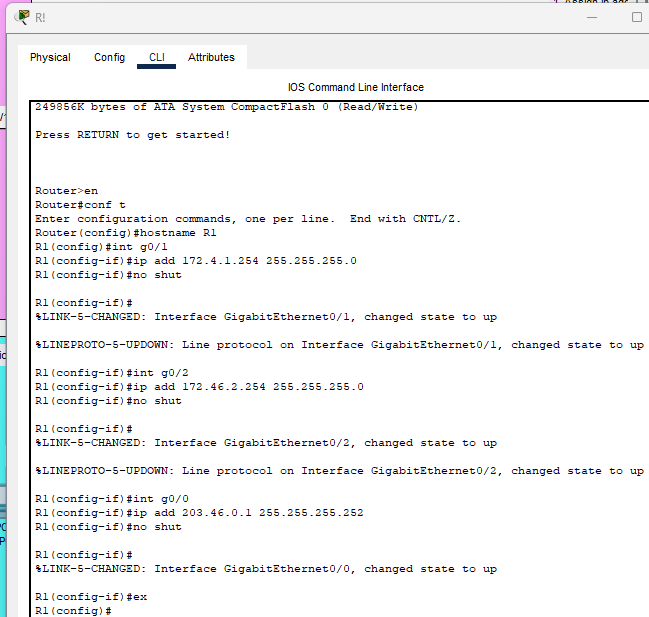 R!
Physical
Config
CLI
Attributes
IOS Command Line Interface
249856K bytes of ATA System CompactFlash 0 (Read/Write)
Press RETURN to get started!
Router>en
Router#conf t
Enter configuration commands, one per line.  End with CNTL/Z.
Router(config)#hostname R1
R1(config)#int g0/1
R1(config-if)#ip add 172.4.1.254 255.255.255.0
R1(config-if)#no shut
R1(config-if)#
%LINK-5-CHANGED: Interface GigabitEthernet0/1, changed state to up
%LINEPROTO-5-UPDOWN: Line protocol on Interface GigabitEthernet0/1, changed state to up
R1(config-if)#int g0/2
R1(config-if)#ip add 172.46.2.254 255.255.255.0
R1(config-if)#no shut
R1(config-if)#
%LINK-5-CHANGED: Interface GigabitEthernet0/2, changed state to up
%LINEPROTO-5-UPDOWN: Line protocol on Interface GigabitEthernet0/2, changed state to up
R1(config-if)#int g0/0
R1(config-if)#ip add 203.46.0.1 255.255.255.252
R1(config-if)#no shut
R1(config-if)#
%LINK-5-CHANGED: Interface GigabitEthernet0/0, changed state to up
R1(config-if)#ex
R1(config)#